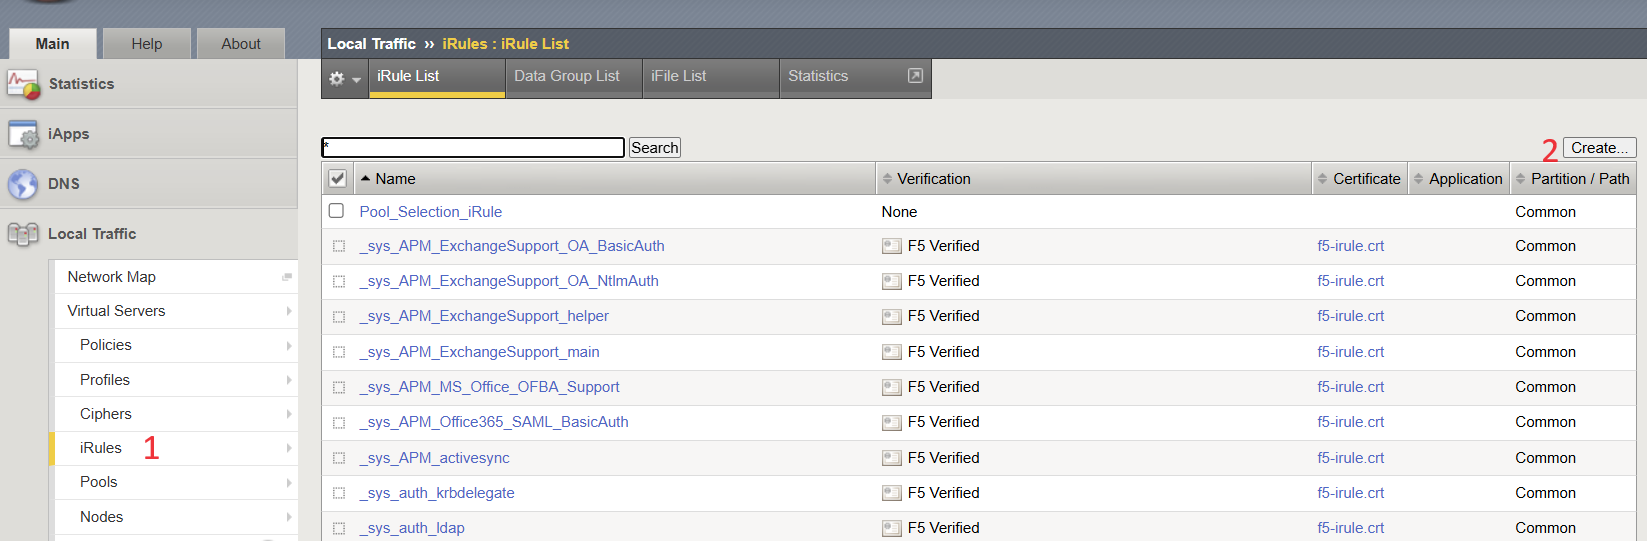 Main Help About
Local Traffic ›› iRules : iRule List
iRule List Data Group List iFile List Statistics
Statistics
iApps
DNS
Local Traffic
Network Map
Virtual Servers
Policies
Profiles
Ciphers
iRules 1
Pools
Nodes
* Search 2 Create...
Name Verification Certificate Application Partition / Path
Pool_Selection_iRule None Common
_sys_APM_ExchangeSupport_OA_BasicAuth F5 Verified f5-irule.crt Common
_sys_APM_ExchangeSupport_OA_NtlmAuth F5 Verified f5-irule.crt Common
_sys_APM_ExchangeSupport_helper F5 Verified f5-irule.crt Common
_sys_APM_ExchangeSupport_main F5 Verified f5-irule.crt Common
_sys_APM_MS_Office_OFBA_Support F5 Verified f5-irule.crt Common
_sys_APM_Office365_SAML_BasicAuth F5 Verified f5-irule.crt Common
_sys_APM_activesync F5 Verified f5-irule.crt Common
_sys_auth_krbdelegate F5 Verified f5-irule.crt Common
_sys_auth_ldap F5 Verified f5-irule.crt Common